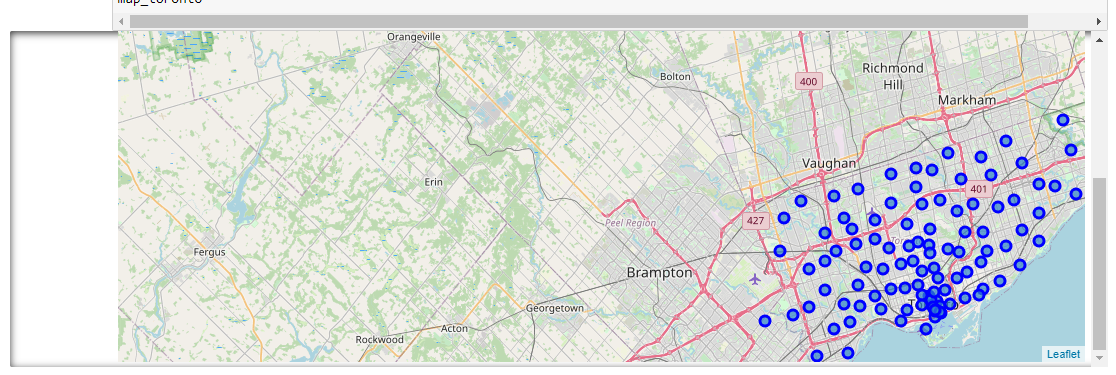 map_toronto
Orangeville
Bolton
400
Richmond
Hill
Markham
Vaughan
Erin
401
427
Peel Region
Fergus
Brampton
Georgetown
Acton
Rockwood
Leaflet